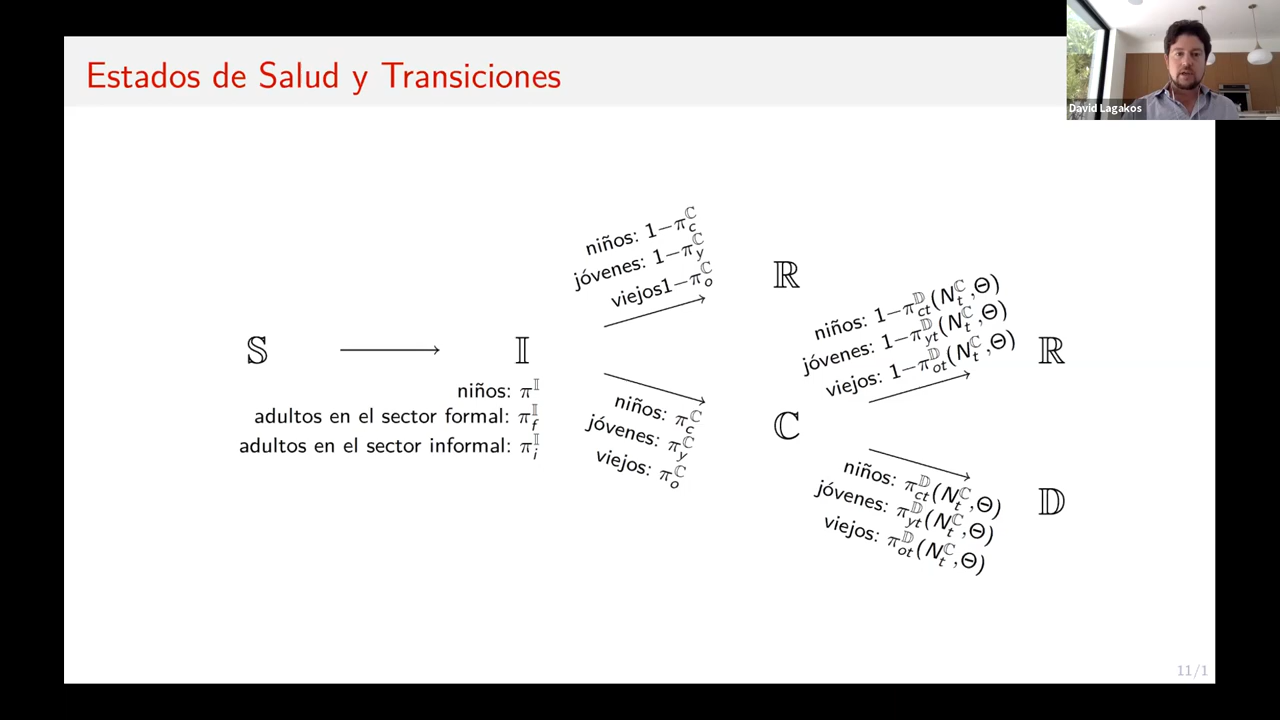 David Lagakos
Estados de Salud y Transiciones
niños: 1−π_c^ℂ
jóvenes: 1−π_y^ℂ
viejos1−π_o^ℂ
ℝ
niños: 1−π_ct^𝔻(N_t^ℂ,Θ)
jóvenes: 1−π_yt^𝔻(N_t^ℂ,Θ)
viejos: 1−π_ot^𝔻(N_t^ℂ,Θ)
𝕊
𝕀
ℝ
niños: π^𝕀
adultos en el sector formal: π_f^𝕀
adultos en el sector informal: π_i^𝕀
niños: π_c^ℂ
jóvenes: π_y^ℂ
viejos: π_o^ℂ
ℂ
niños: π_ct^𝔻(N_t^ℂ,Θ)
jóvenes: π_yt^𝔻(N_t^ℂ,Θ)
viejos: π_ot^𝔻(N_t^ℂ,Θ)
𝔻
11/1